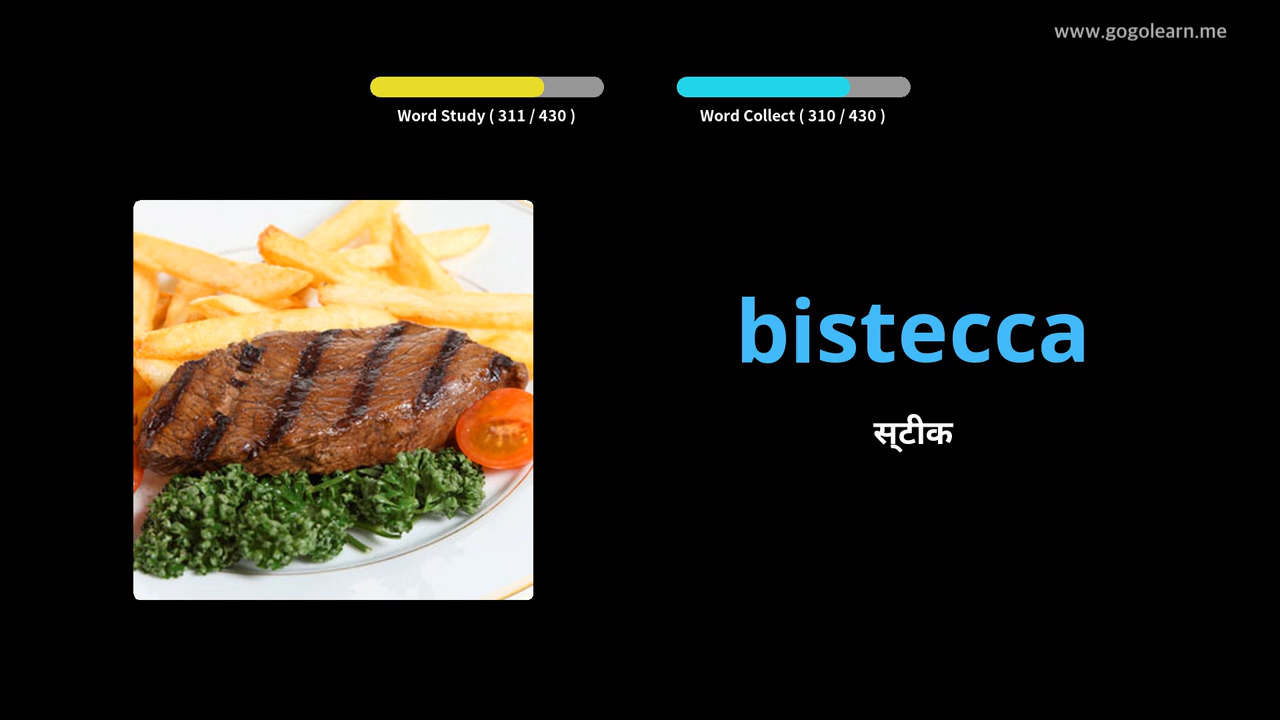 www.gogolearn.me
Word Study ( 311 / 430 )
Word Collect ( 310 / 430 )
bistecca
स्टीक